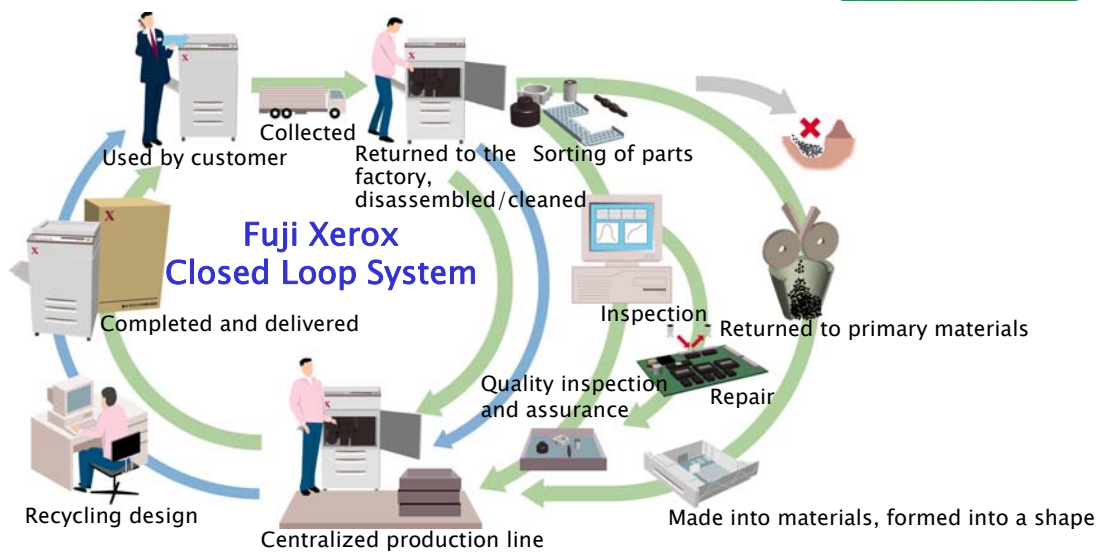 X
X
Used by customer
Collected
Returned to the
factory,
disassembled/cleaned
Sorting of parts
Fuji Xerox
Closed Loop System
X
X
Inspection
Completed and delivered
Returned to primary materials
Quality inspection
and assurance
Repair
X
Recycling design
Centralized production line
Made into materials, formed into a shape